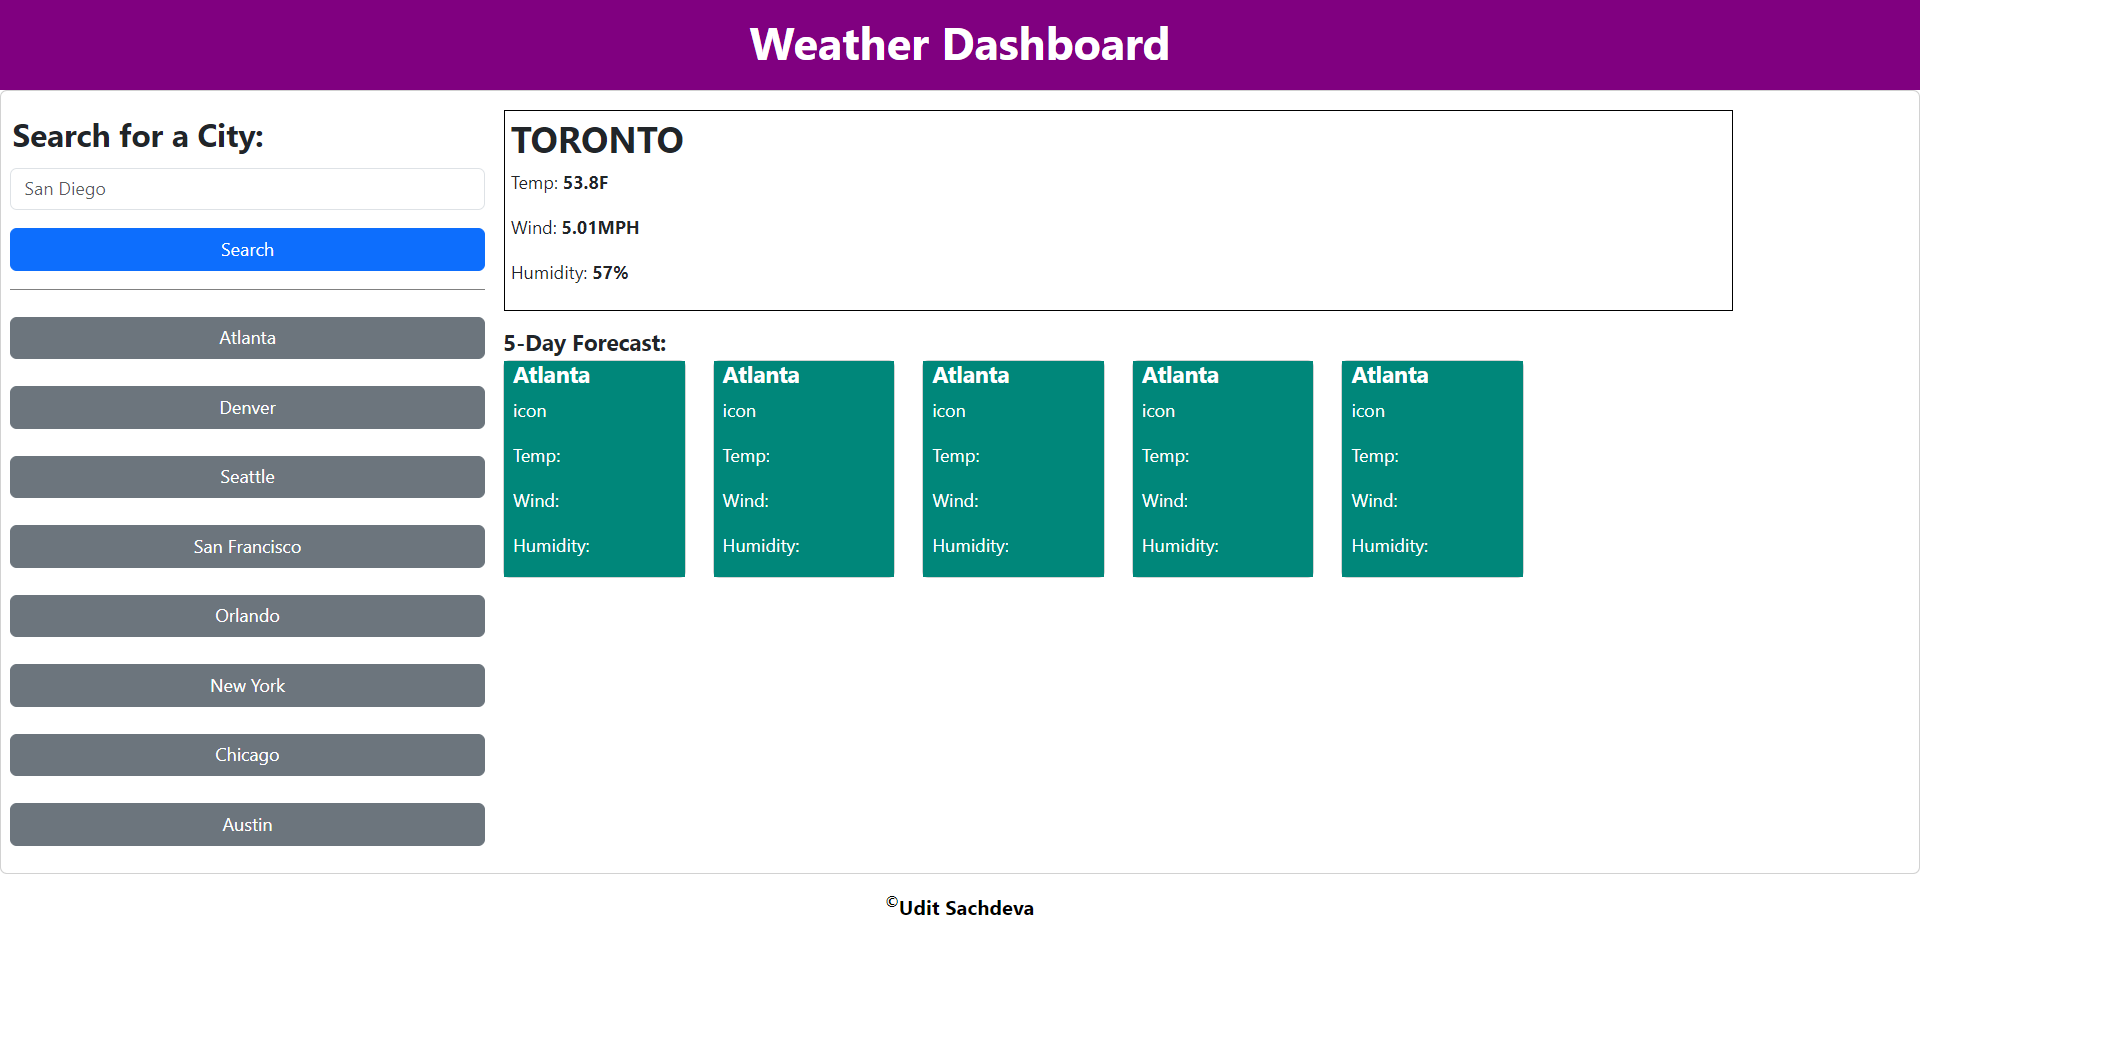 Weather Dashboard
Search for a City:
San Diego
Search
Atlanta
Denver
Seattle
San Francisco
Orlando
New York
Chicago
Austin
TORONTO
Temp: 53.8F
Wind: 5.01MPH
Humidity: 57%
5-Day Forecast:
Atlanta
icon
Temp:
Wind:
Humidity:
Atlanta
icon
Temp:
Wind:
Humidity:
Atlanta
icon
Temp:
Wind:
Humidity:
Atlanta
icon
Temp:
Wind:
Humidity:
Atlanta
icon
Temp:
Wind:
Humidity:
©Udit Sachdeva